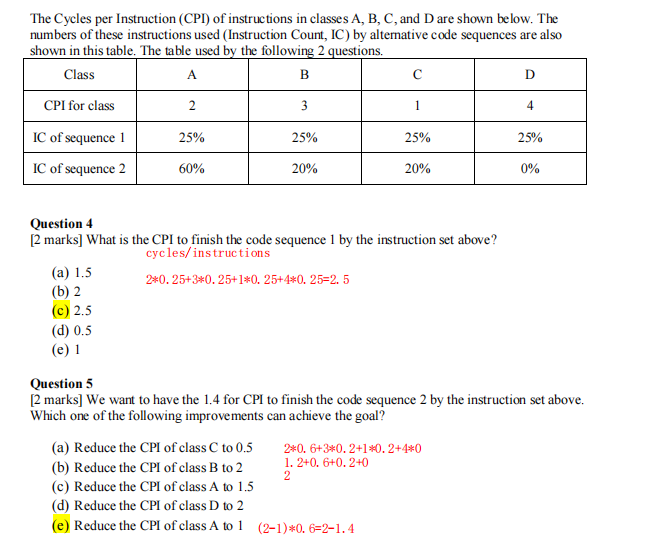 The Cycles per Instruction (CPI) of instructions in classes A, B, C, and D are shown below. The
numbers of these instructions used (Instruction Count, IC) by alternative code sequences are also
shown in this table. The table used by the following 2 questions.
Class A B C D
CPI for class 2 3 1 4
IC of sequence 1 25% 25% 25% 25%
IC of sequence 2 60% 20% 20% 0%
Question 4
[2 marks] What is the CPI to finish the code sequence 1 by the instruction set above?
cycles/instructions
(a) 1.5
2*0.25+3*0.25+1*0.25+4*0.25=2.5
(b) 2
(c) 2.5
(d) 0.5
(e) 1
Question 5
[2 marks] We want to have the 1.4 for CPI to finish the code sequence 2 by the instruction set above.
Which one of the following improvements can achieve the goal?
(a) Reduce the CPI of class C to 0.5 2*0.6+3*0.2+1*0.2+4*0
(b) Reduce the CPI of class B to 2 1.2+0.6+0.2+0
2
(c) Reduce the CPI of class A to 1.5
(d) Reduce the CPI of class D to 2
(e) Reduce the CPI of class A to 1 (2-1)*0.6=2-1.4